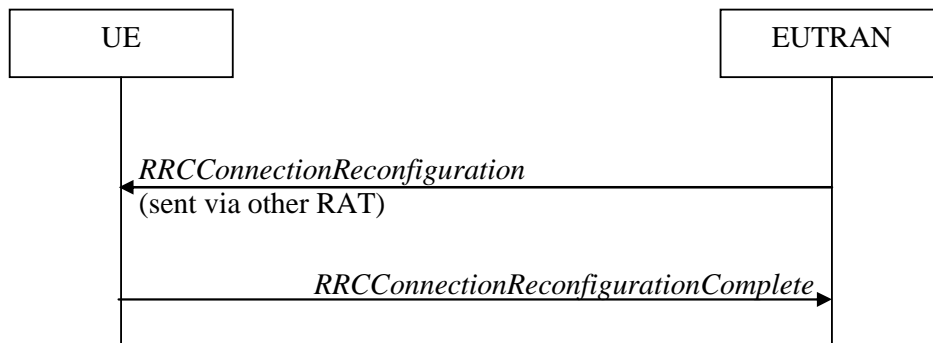 UE
EUTRAN
RRCConnectionReconfiguration
(sent via other RAT)
RRCConnectionReconfigurationComplete